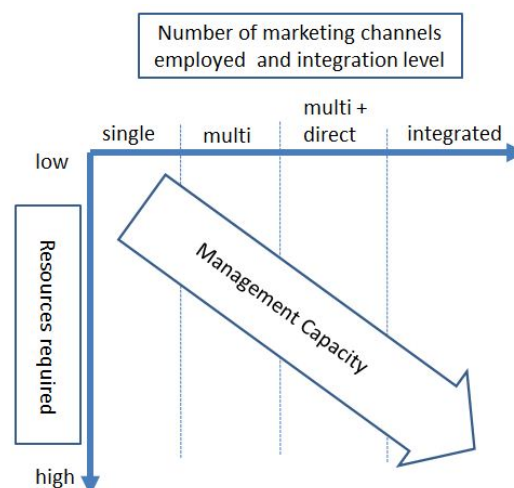 Number of marketing channels
employed and integration level
single
multi
multi +
direct
integrated
low
Resources required
Management Capacity
high